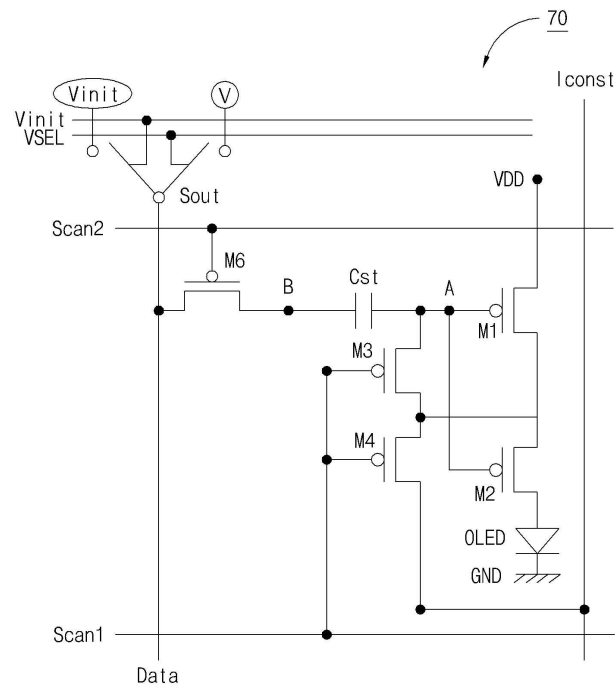 70
Iconst
Vinit
V
Vinit
VSEL
VDD
Sout
Scan2
M6
B
Cst
A
M1
M3
M4
M2
OLED
GND
Scan1
Data